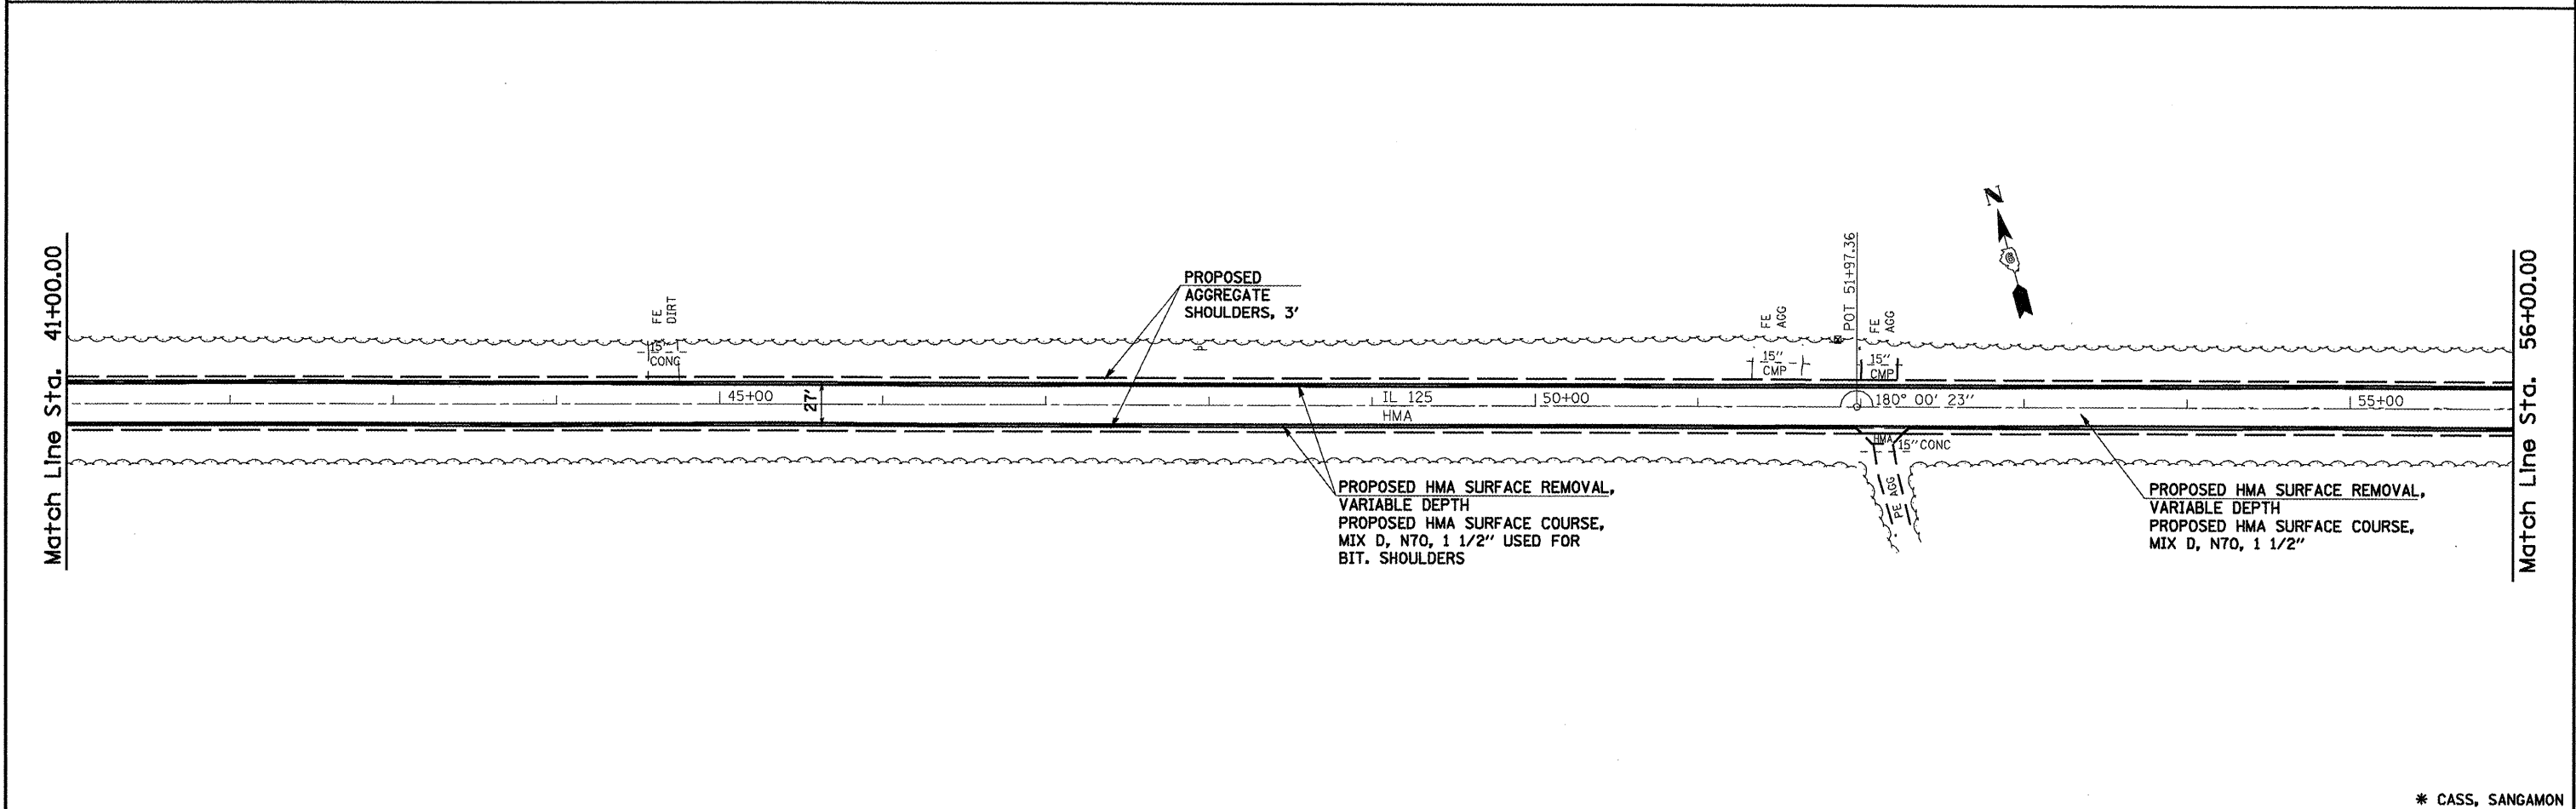 Match Line Sta. 41+00.00
FE
DIRT
15"
CONC
45+00
27'
PROPOSED
AGGREGATE
SHOULDERS, 3'
IL 125
HMA
50+00
PROPOSED HMA SURFACE REMOVAL,
VARIABLE DEPTH
PROPOSED HMA SURFACE COURSE,
MIX D, N70, 1 1/2" USED FOR
BIT. SHOULDERS
FE
AGG
15"
CMP
POT 51+97.36
FE
AGG
15"
CMP
180° 00' 23"
HMA
15" CONC
PE AGG
N
55+00
PROPOSED HMA SURFACE REMOVAL,
VARIABLE DEPTH
PROPOSED HMA SURFACE COURSE,
MIX D, N70, 1 1/2"
Match Line Sta. 56+00.00
* CASS, SANGAMON